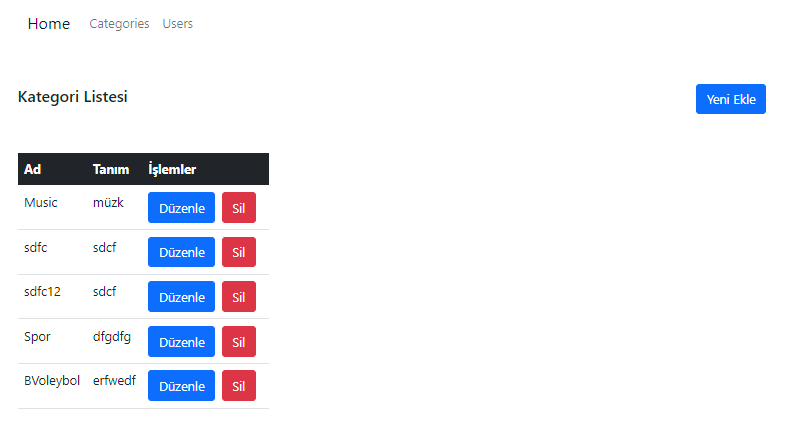 Home Categories Users
Kategori Listesi Yeni Ekle
Ad Tanım İşlemler
Music müzk Düzenle Sil
sdfc sdcf Düzenle Sil
sdfc12 sdcf Düzenle Sil
Spor dfgdfg Düzenle Sil
BVoleybol erfwedf Düzenle Sil